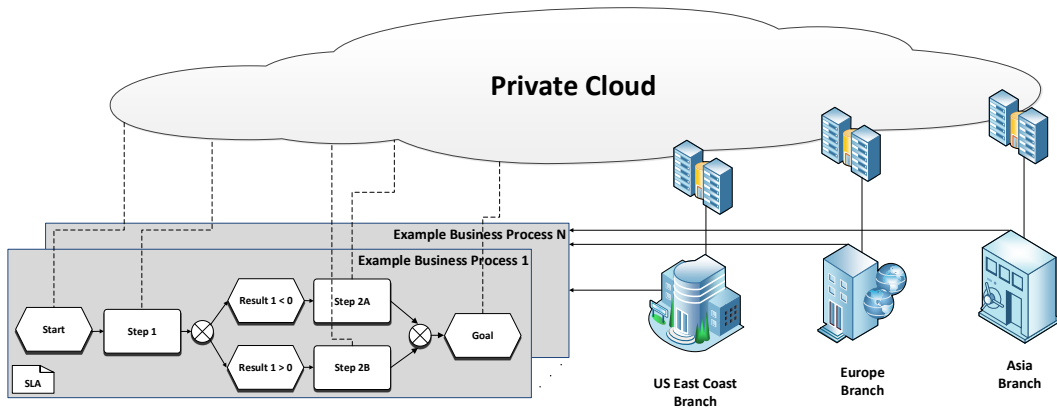 Private Cloud
Example Business Process N
Example Business Process 1
Start
Step 1
Result 1 < 0
Step 2A
Result 1 > 0
Step 2B
Goal
SLA
US East Coast
Branch
Europe
Branch
Asia
Branch